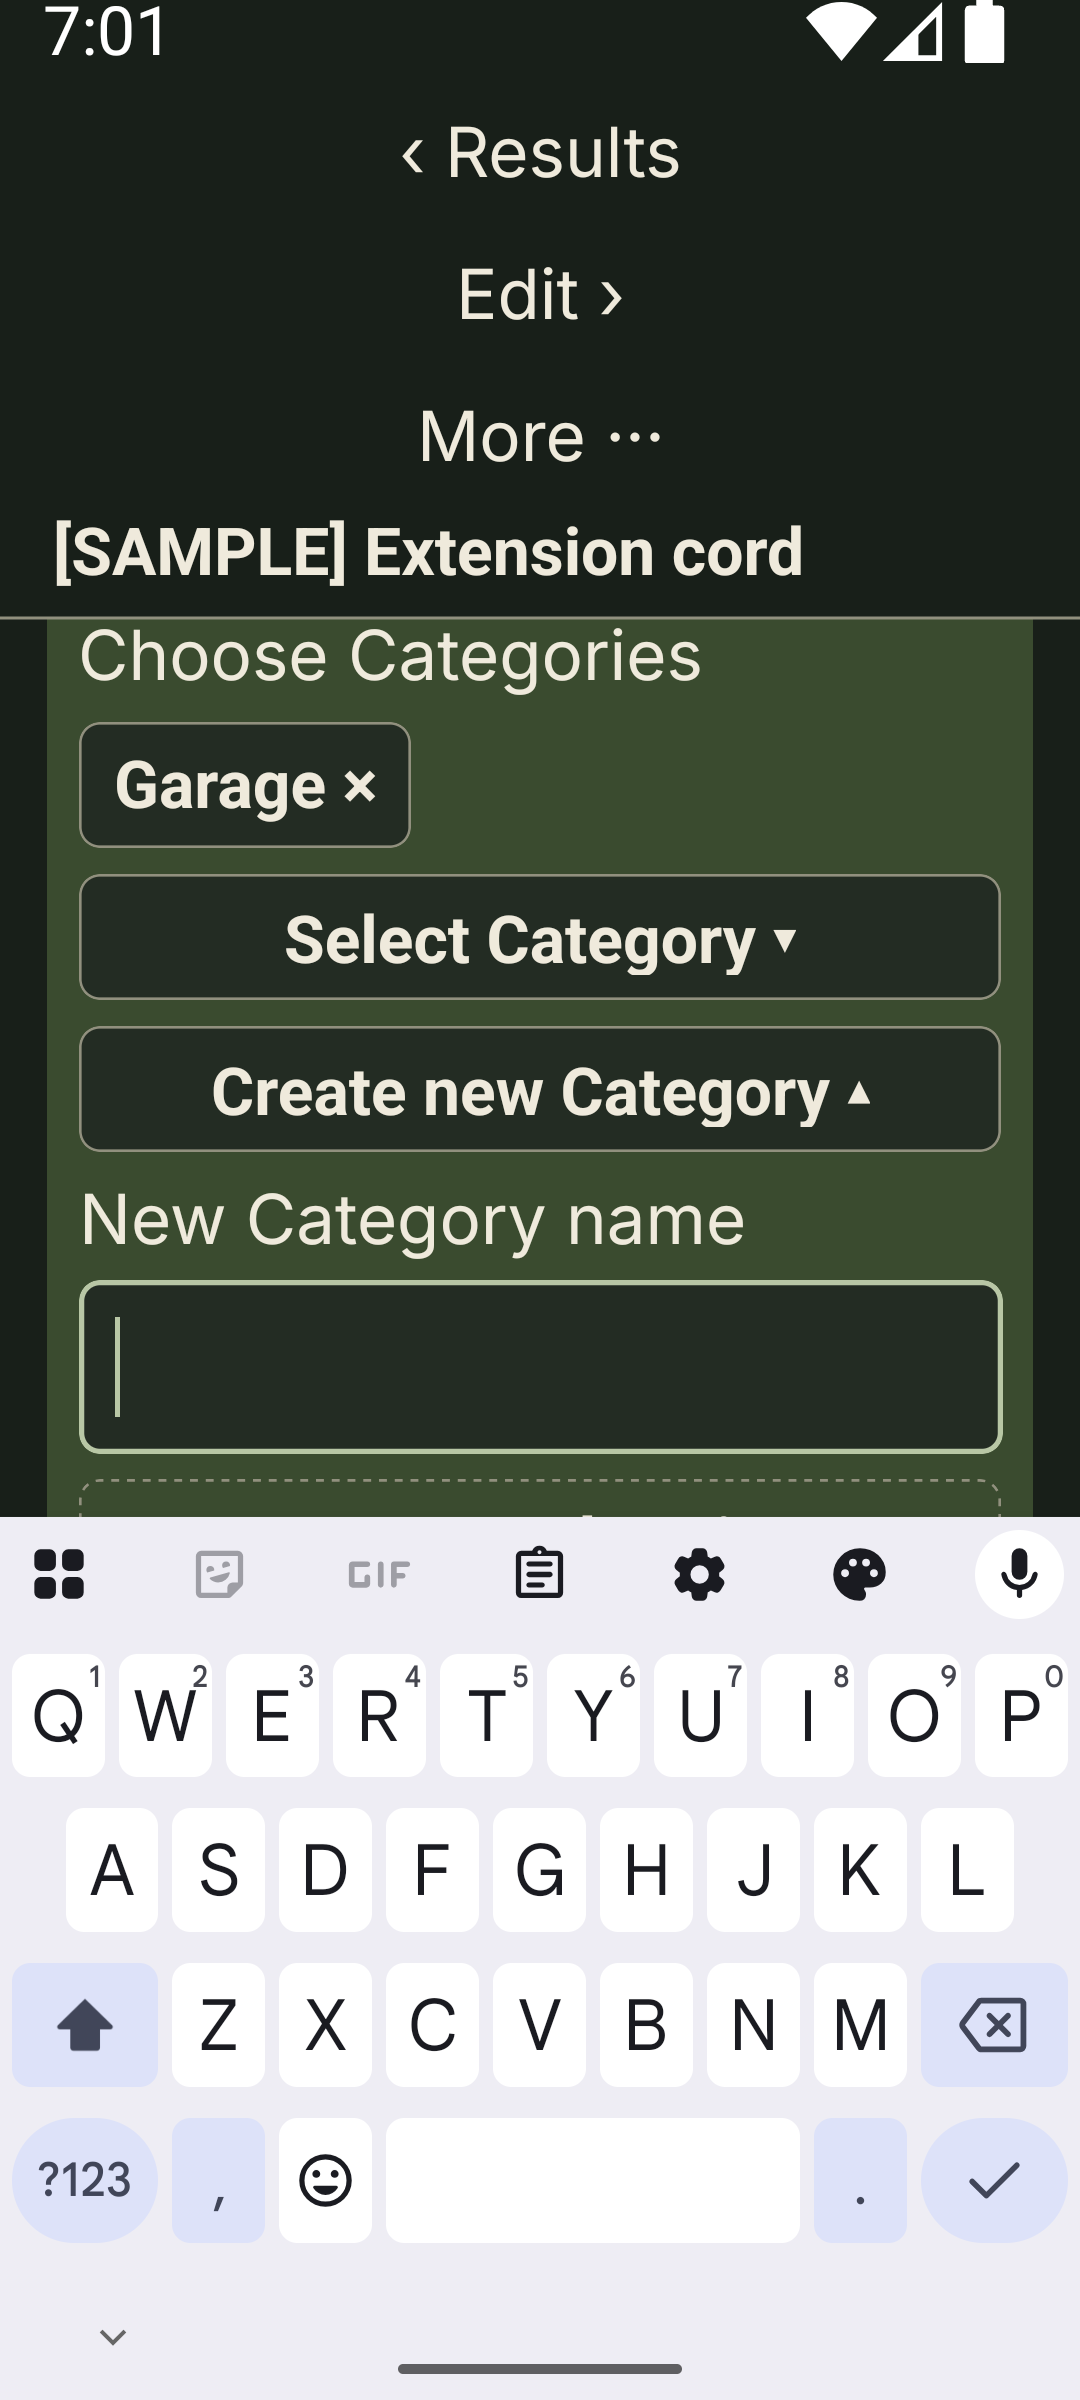 7:01
‹ Results
Edit ›
More ···
[SAMPLE] Extension cord
Choose Categories
Garage ×
Select Category ▾
Create new Category ▴
New Category name
GIF
Q 1 W 2 E 3 R 4 T 5 Y 6 U 7 I 8 O 9 P 0
A S D F G H J K L
Z X C V B N M
?123 , .